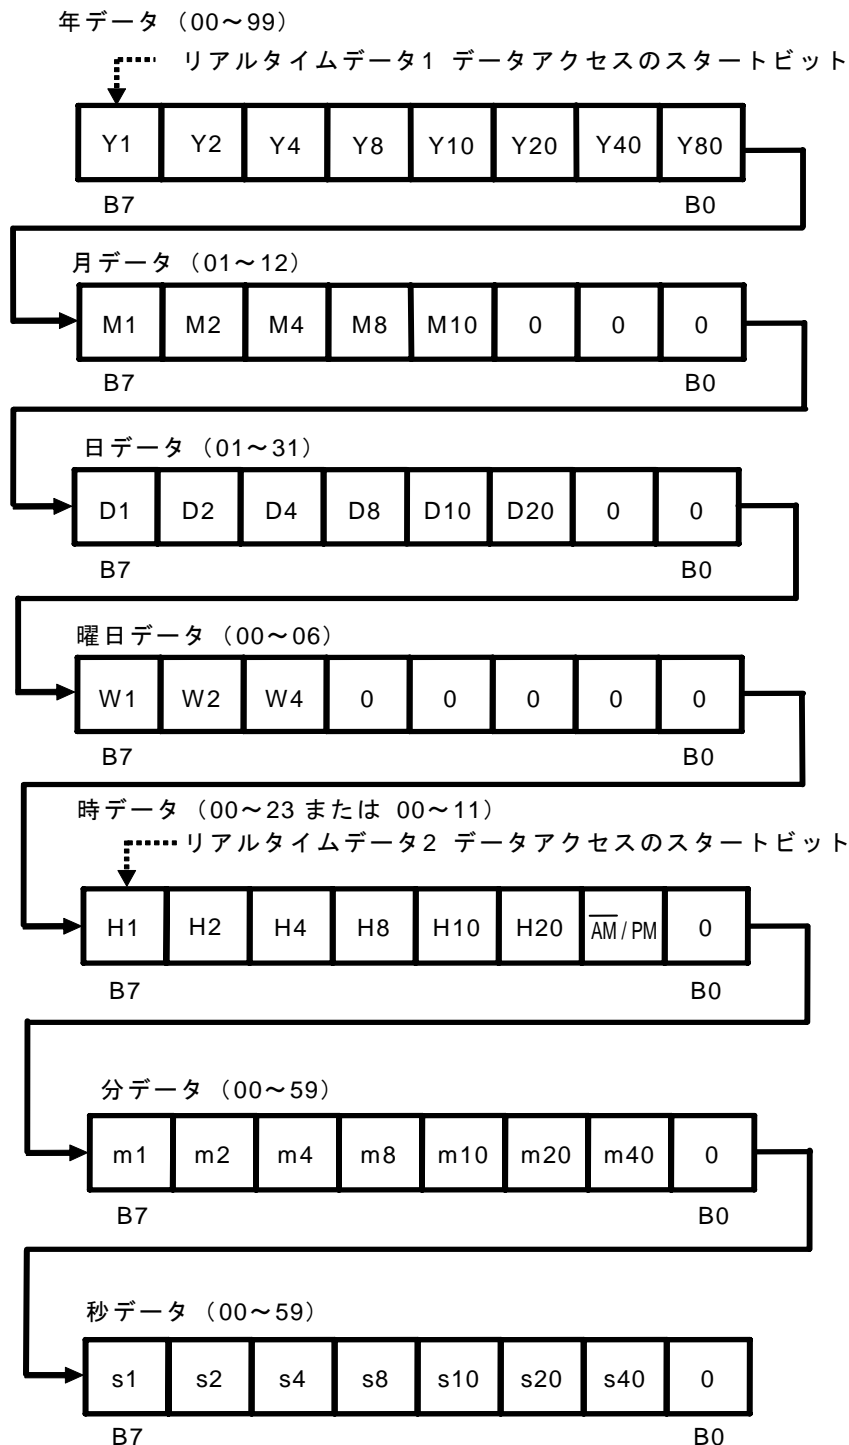 年データ（00～99）
リアルタイムデータ1 データアクセスのスタートビット
Y1 Y2 Y4 Y8 Y10 Y20 Y40 Y80
B7 B0
月データ（01～12）
M1 M2 M4 M8 M10 0 0 0
B7 B0
日データ（01～31）
D1 D2 D4 D8 D10 D20 0 0
B7 B0
曜日データ（00～06）
W1 W2 W4 0 0 0 0 0
B7 B0
時データ（00～23 または 00～11）
リアルタイムデータ2 データアクセスのスタートビット
H1 H2 H4 H8 H10 H20 A̅M̅/PM 0
B7 B0
分データ（00～59）
m1 m2 m4 m8 m10 m20 m40 0
B7 B0
秒データ（00～59）
s1 s2 s4 s8 s10 s20 s40 0
B7 B0